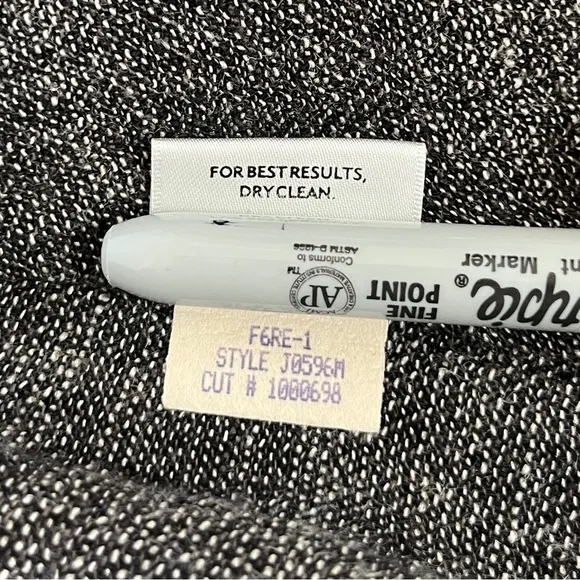 FOR BEST RESULTS,
DRY CLEAN.
ASTM D-4236
Conforms to
AP
TM
FINE
POINT
Marker
®
F6RE-1
STYLE J0596M
CUT # 1000698